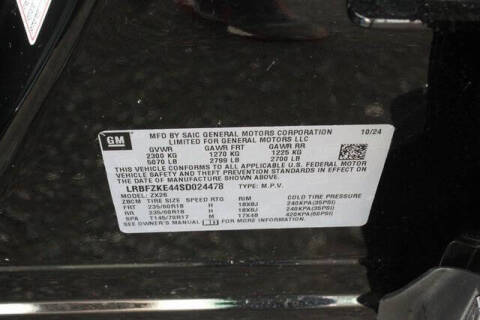 GM
MFD BY SAIC GENERAL MOTORS CORPORATION 10/24
LIMITED FOR GENERAL MOTORS LLC
GVWR GAWR FRT GAWR RR
2300 KG 1270 KG 1225 KG
5070 LB 2799 LB 2700 LB
THIS VEHICLE CONFORMS TO ALL APPLICABLE U.S. FEDERAL MOTOR
VEHICLE SAFETY AND THEFT PREVENTION STANDARDS IN EFFECT ON
THE DATE OF MANUFACTURE SHOWN ABOVE.
LRBFZKE44SD024478 TYPE: M.P.V.
MODEL: ZX26
ZBCM TIRE SIZE SPEED RTG RIM COLD TIRE PRESSURE
FRT 235/60R18 H 18X8J 240KPA(35PSI)
RR 235/60R18 H 18X8J 240KPA(35PSI)
SPA T145/70R17 M 17X4B 420KPA(60PSI)
SEE OWNER'S MANUAL FOR MORE INFORMATION.